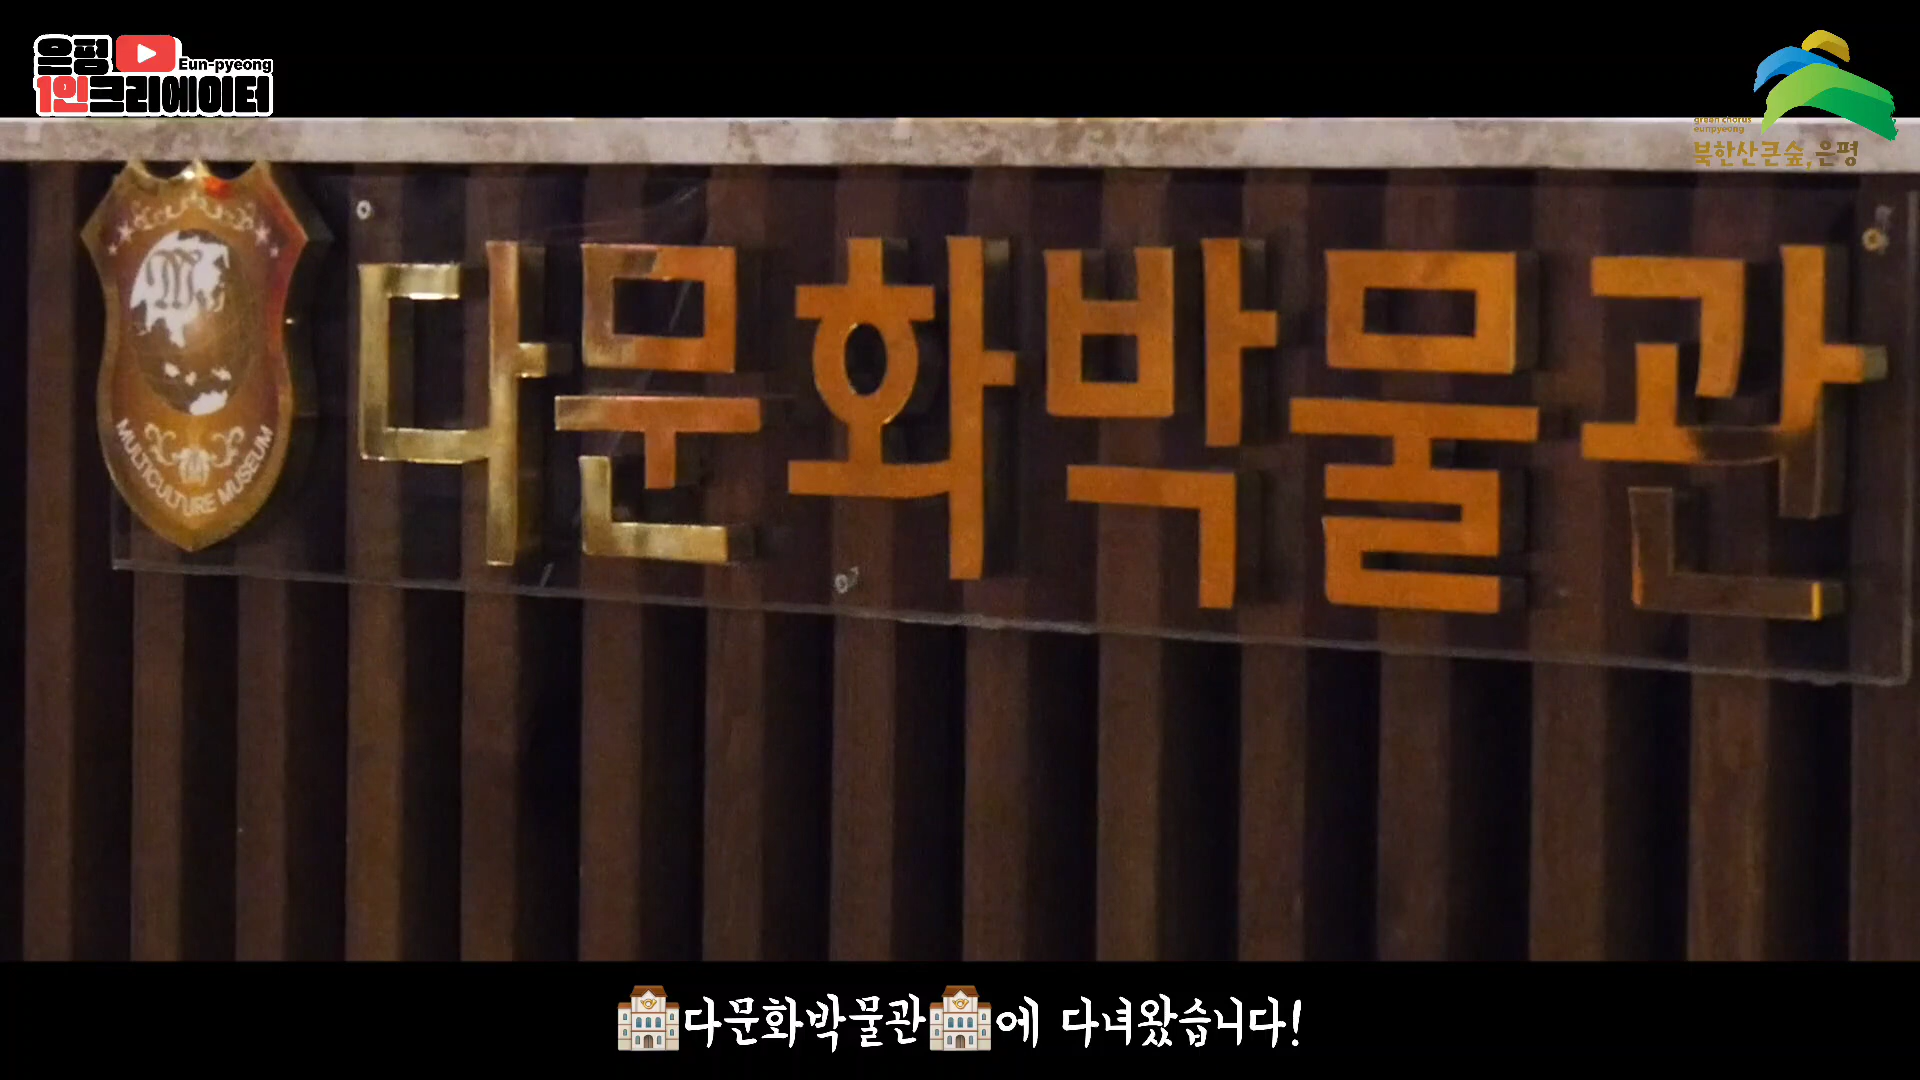 은평 Eun-pyeong
1인크리에이터
green chorus
eunpyeong
북한산큰숲,은평
M
MULTICULTURE MUSEUM
다문화박물관
다문화박물관에 다녀왔습니다!